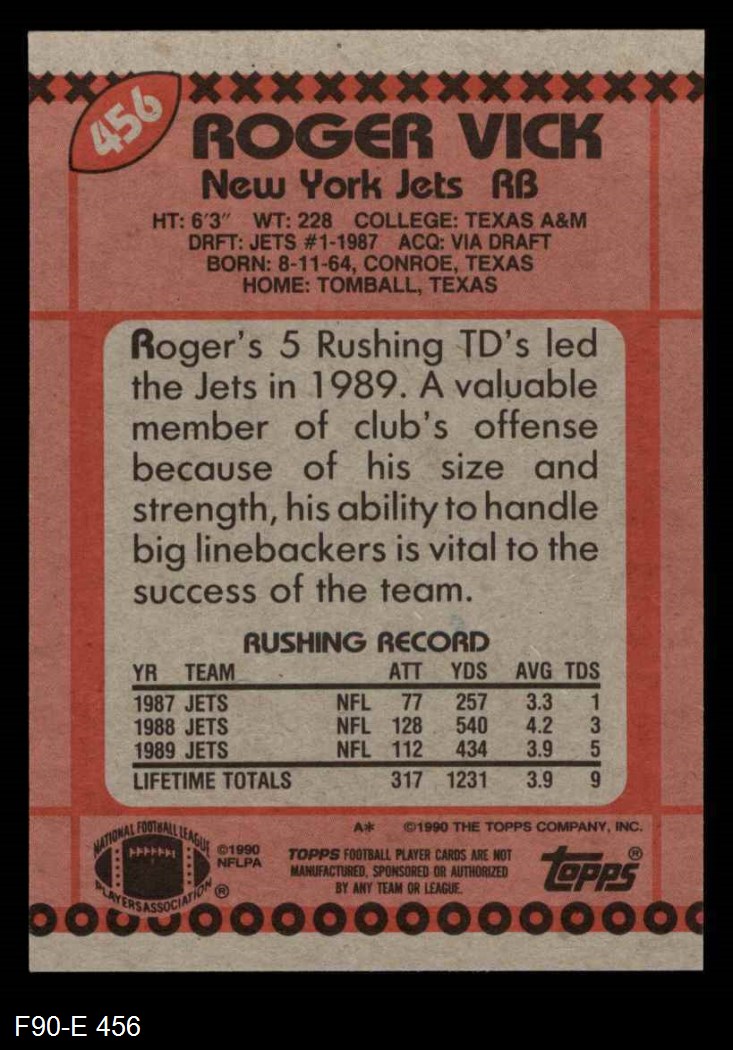 456
ROGER VICK
New York Jets RB
HT: 6'3" WT: 228 COLLEGE: TEXAS A&M
DRFT: JETS #1-1987 ACQ: VIA DRAFT
BORN: 8-11-64, CONROE, TEXAS
HOME: TOMBALL, TEXAS
Roger's 5 Rushing TD's led
the Jets in 1989. A valuable
member of club's offense
because of his size and
strength, his ability to handle
big linebackers is vital to the
success of the team.
RUSHING RECORD
YR TEAM ATT YDS AVG TDS
1987 JETS NFL 77 257 3.3 1
1988 JETS NFL 128 540 4.2 3
1989 JETS NFL 112 434 3.9 5
LIFETIME TOTALS 317 1231 3.9 9
A* ©1990 THE TOPPS COMPANY, INC.
NATIONAL FOOTBALL LEAGUE
PLAYERS ASSOCIATION ®
©1990
NFLPA
TOPPS FOOTBALL PLAYER CARDS ARE NOT
MANUFACTURED, SPONSORED OR AUTHORIZED
BY ANY TEAM OR LEAGUE.
topps®
F90-E 456